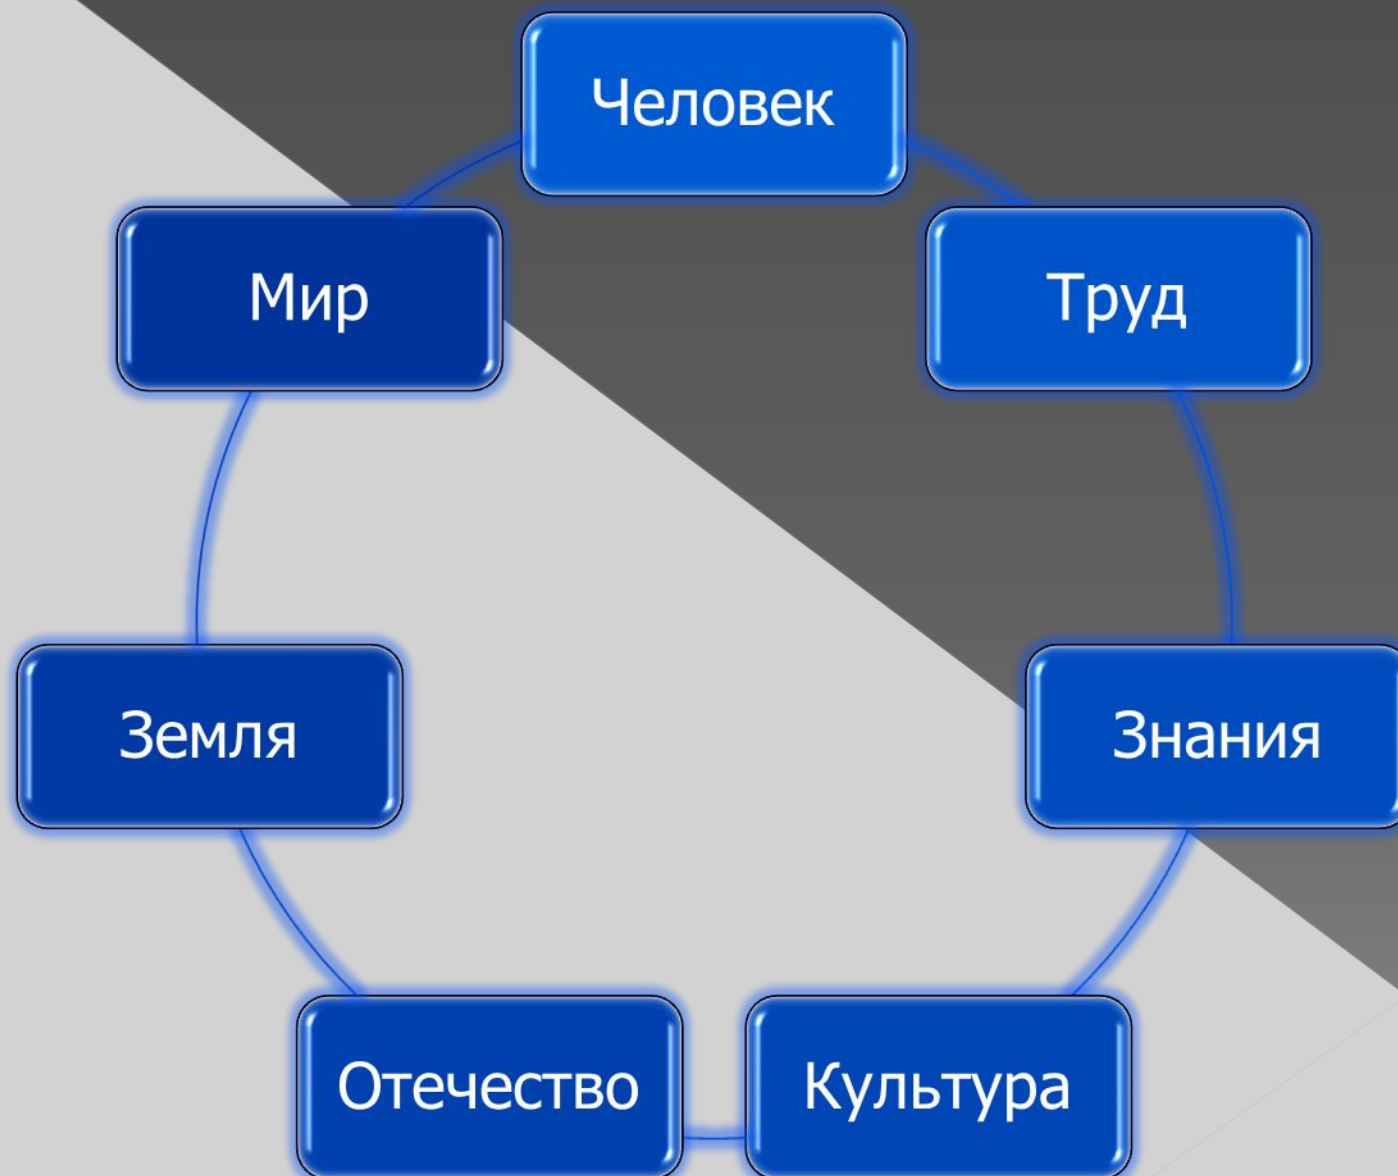 Человек
Мир
Труд
Земля
Знания
Отечество
Культура